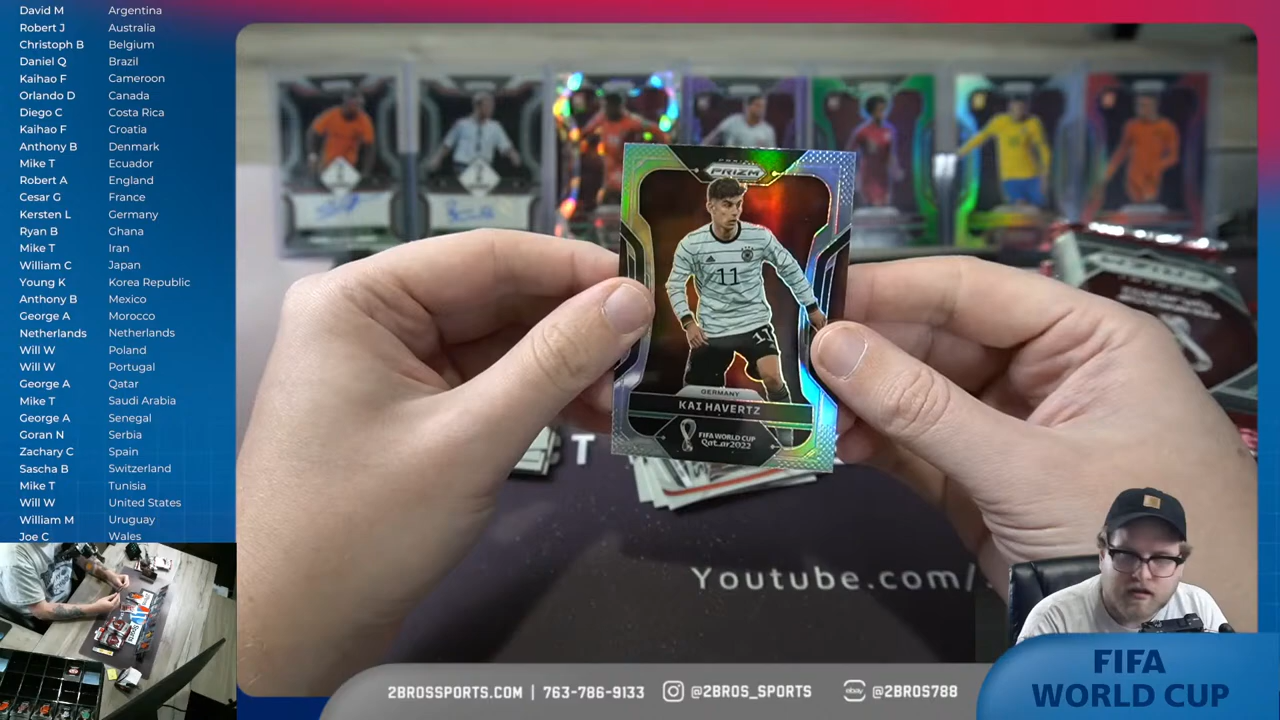 David M Argentina
Robert J Australia
Christoph B Belgium
Daniel Q Brazil
Kaihao F Cameroon
Orlando D Canada
Diego C Costa Rica
Kaihao F Croatia
Anthony B Denmark
Mike T Ecuador
Robert A England
Cesar G France
Kersten L Germany
Ryan B Ghana
Mike T Iran
William C Japan
Young K Korea Republic
Anthony B Mexico
George A Morocco
Netherlands Netherlands
Will W Poland
Will W Portugal
George A Qatar
Mike T Saudi Arabia
George A Senegal
Goran N Serbia
Zachary C Spain
Sascha B Switzerland
Mike T Tunisia
Will W United States
William M Uruguay
Joe C Wales
PRIZM
11
11
GERMANY
KAI HAVERTZ
FIFA WORLD CUP
Qatar2022
T
Youtube.com/
2BROSSPORTS.COM | 763-786-9133 @2BROS_SPORTS ebay @2BROS788
FIFA
WORLD CUP